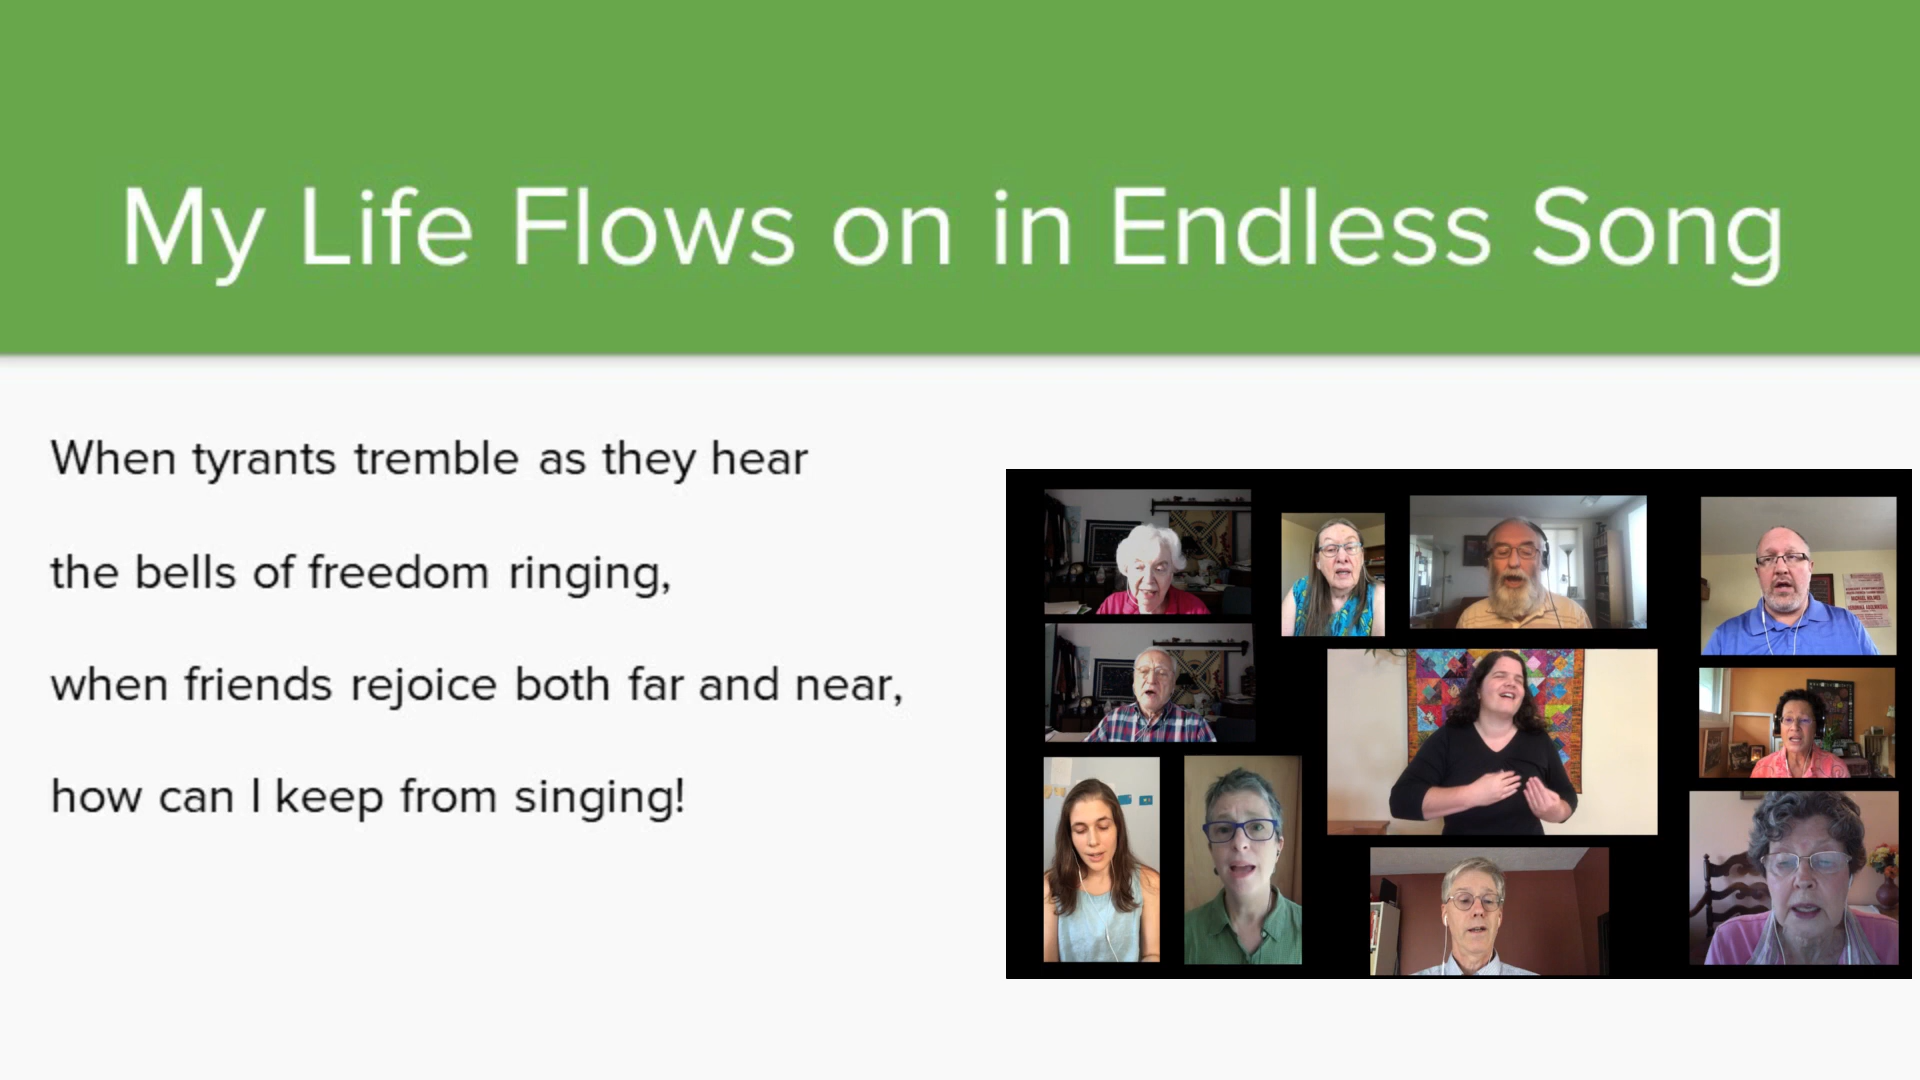 My Life Flows on in Endless Song
When tyrants tremble as they hear
the bells of freedom ringing,
when friends rejoice both far and near,
how can I keep from singing!